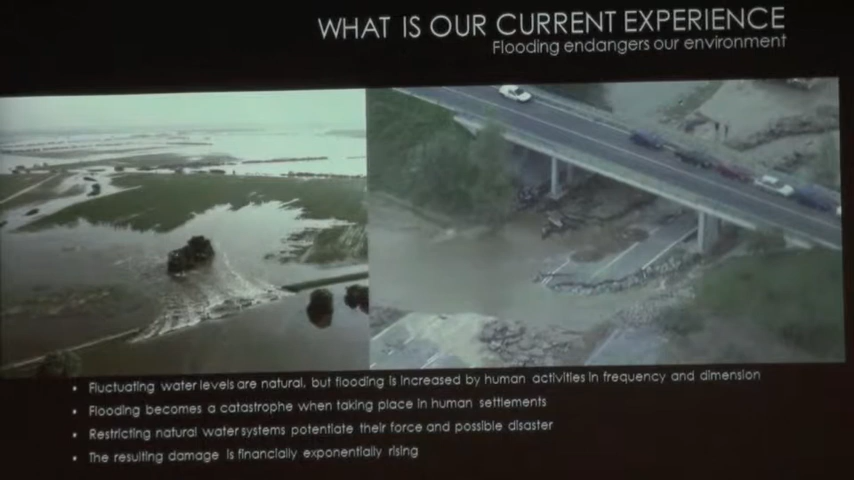 WHAT IS OUR CURRENT EXPERIENCE
Flooding endangers our environment
• Fluctuating water levels are natural, but flooding is increased by human activities in frequency and dimension
• Flooding becomes a catastrophe when taking place in human settlements
• Restricting natural water systems potentiate their force and possible disaster
• The resulting damage is financially exponentially rising